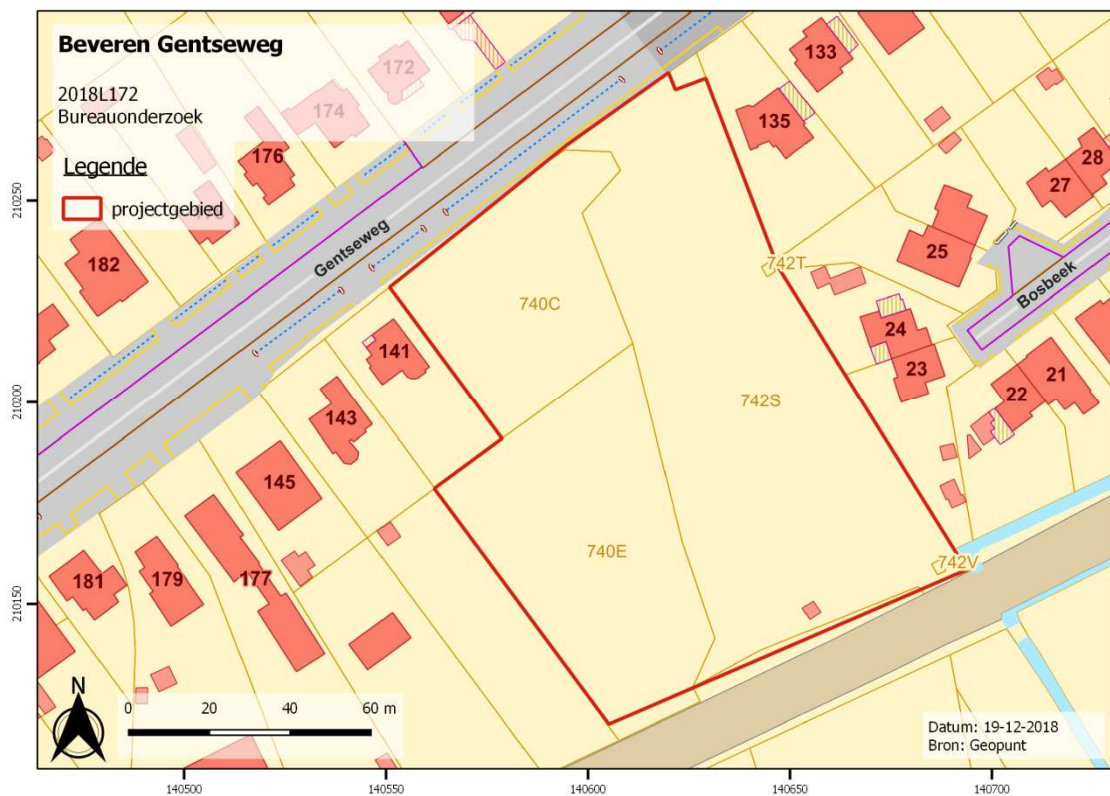 Beveren Gentseweg
2018L172
Bureauonderzoek
Legende
projectgebied
172
174
176
182
133
135
28
27
25
Gentseweg
742T
Bosbeek
740C
24
23
141
21
22
742S
143
145
740E
742V
181
179
177
N
0 20 40 60 m
Datum: 19-12-2018
Bron: Geopunt
210250
210200
210150
140500 140550 140600 140650 140700